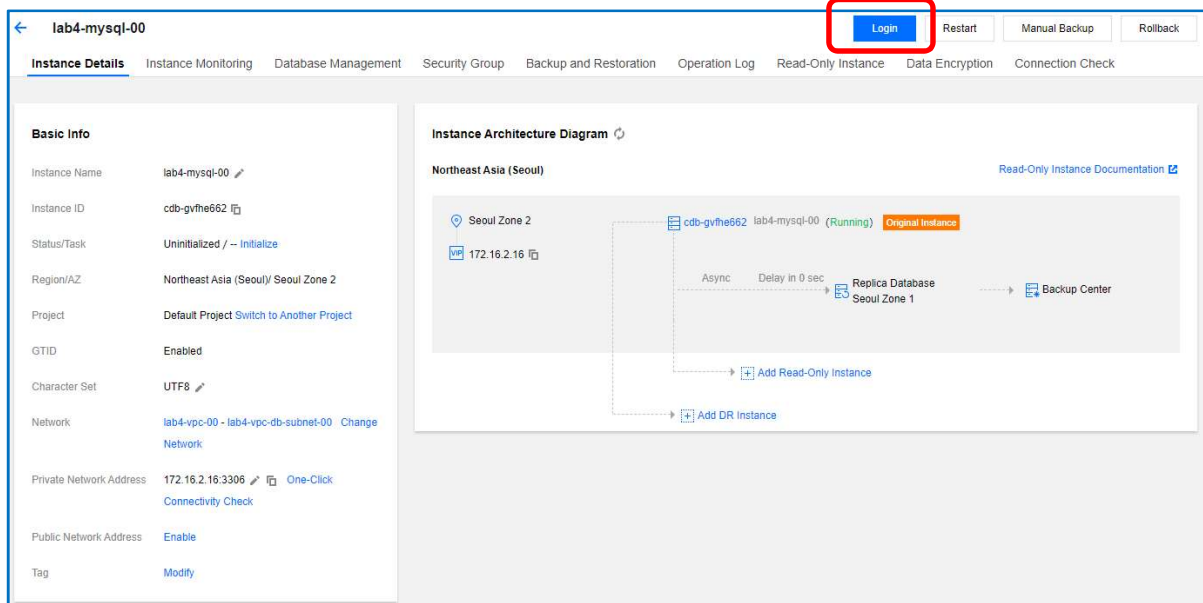 lab4-mysql-00
Login
Restart
Manual Backup
Rollback
Instance Details
Instance Monitoring
Database Management
Security Group
Backup and Restoration
Operation Log
Read-Only Instance
Data Encryption
Connection Check
Basic Info
Instance Name
lab4-mysql-00
Instance ID
cdb-gvfhe662
Status/Task
Uninitialized / -- Initialize
Region/AZ
Northeast Asia (Seoul)/ Seoul Zone 2
Project
Default Project Switch to Another Project
GTID
Enabled
Character Set
UTF8
Network
lab4-vpc-00 - lab4-vpc-db-subnet-00 Change
Network
Private Network Address
172.16.2.16:3306 One-Click
Connectivity Check
Public Network Address
Enable
Tag
Modify
Instance Architecture Diagram
Northeast Asia (Seoul)
Read-Only Instance Documentation
Seoul Zone 2
VIP 172.16.2.16
cdb-gvfhe662 lab4-mysql-00 (Running) Original Instance
Async Delay in 0 sec
Replica Database
Seoul Zone 1
Backup Center
Add Read-Only Instance
Add DR Instance